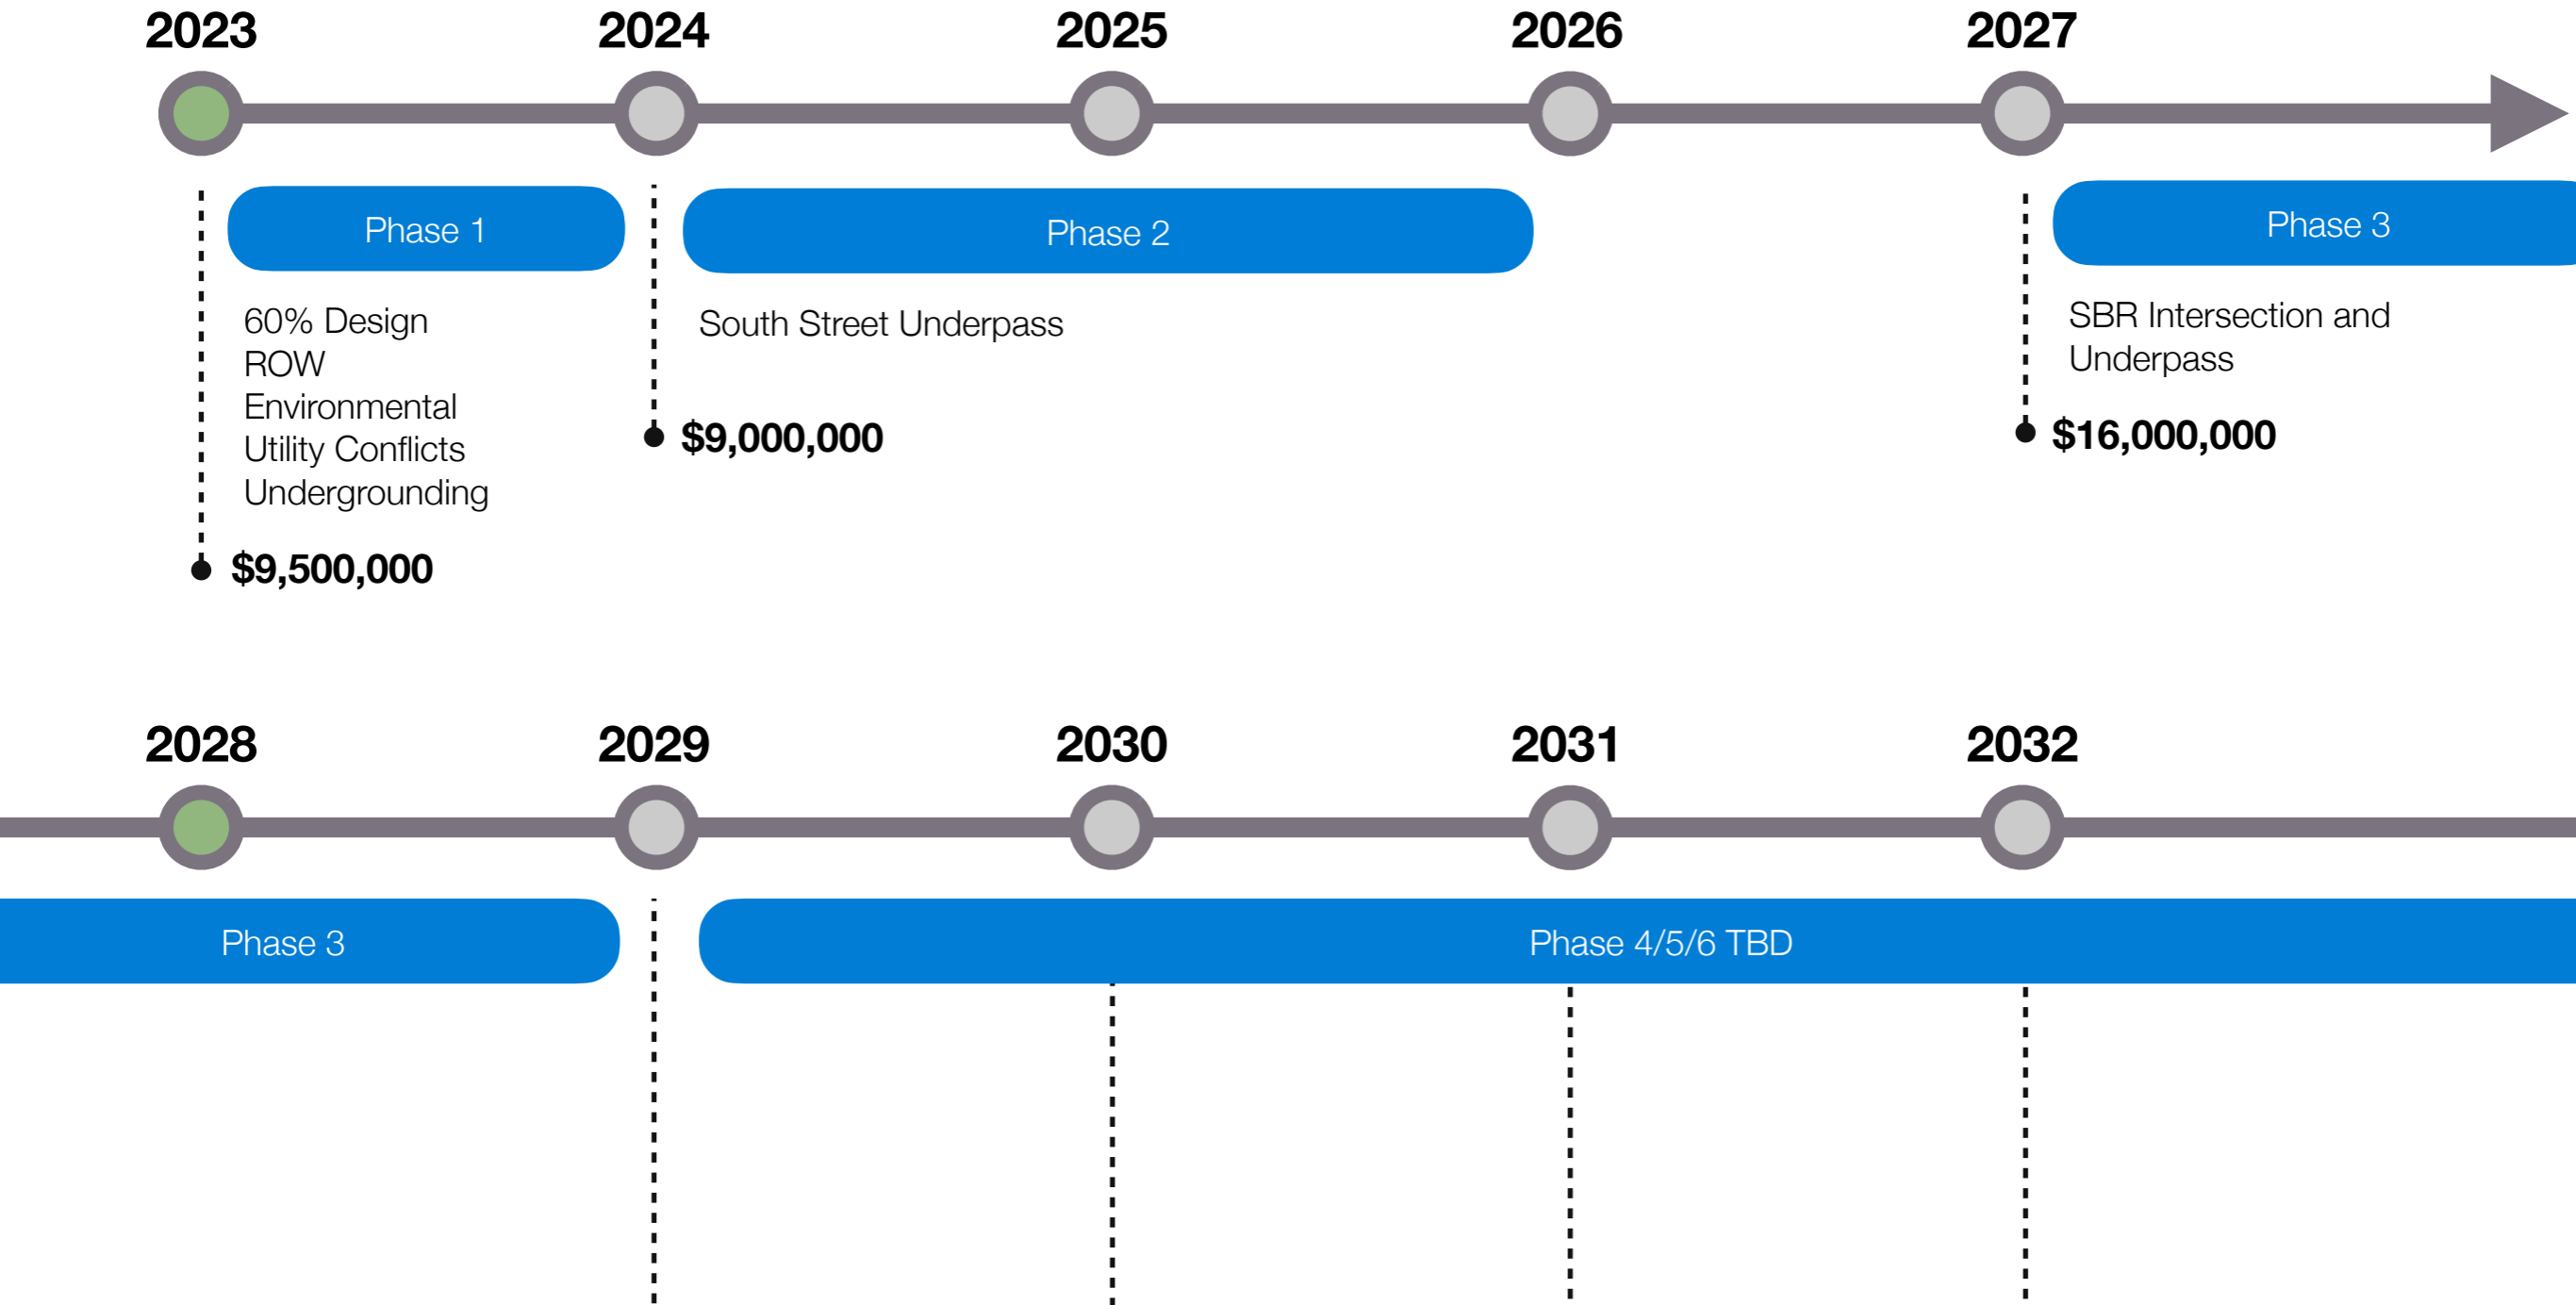 2023
2024
2025
2026
2027
Phase 1
60% Design
ROW
Environmental
Utility Conflicts
Undergrounding
$9,500,000
Phase 2
South Street Underpass
$9,000,000
Phase 3
SBR Intersection and
Underpass
$16,000,000
2028
2029
2030
2031
2032
Phase 3
Phase 4/5/6 TBD